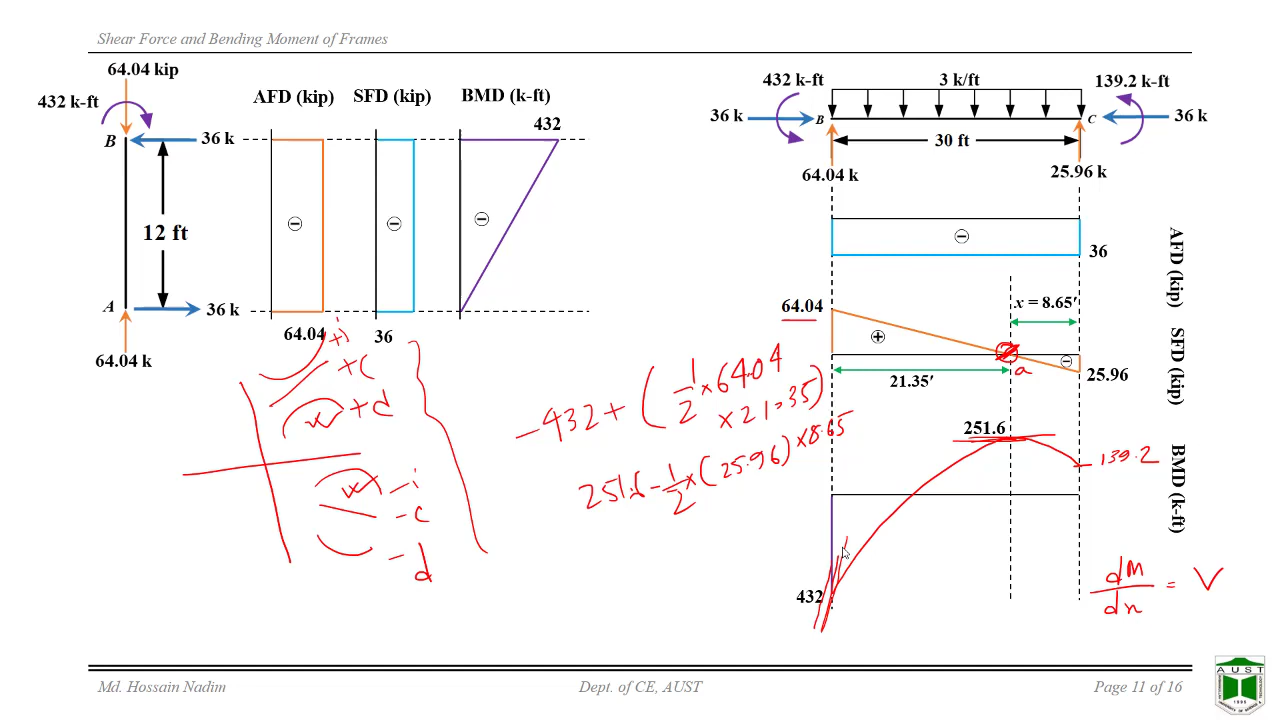 Shear Force and Bending Moment of Frames
64.04 kip
432 k-ft
B
36 k
12 ft
A
36 k
64.04 k
AFD (kip)
SFD (kip)
BMD (k-ft)
432
64.04
36
432 k-ft
3 k/ft
139.2 k-ft
36 k
B
C
36 k
30 ft
64.04 k
25.96 k
36
AFD (kip)
64.04
x = 8.65′
21.35′
25.96
a
SFD (kip)
251.6
139.2
432
BMD (k-ft)
+i
+c
+d
-i
-c
-d
-432 + ( 1/2 × 64.04
× 21.35)
251.6 - 1/2 × (25.96) × 8.65
dM/dx = V
Md. Hossain Nadim
Dept. of CE, AUST
Page 11 of 16
AUST
1995